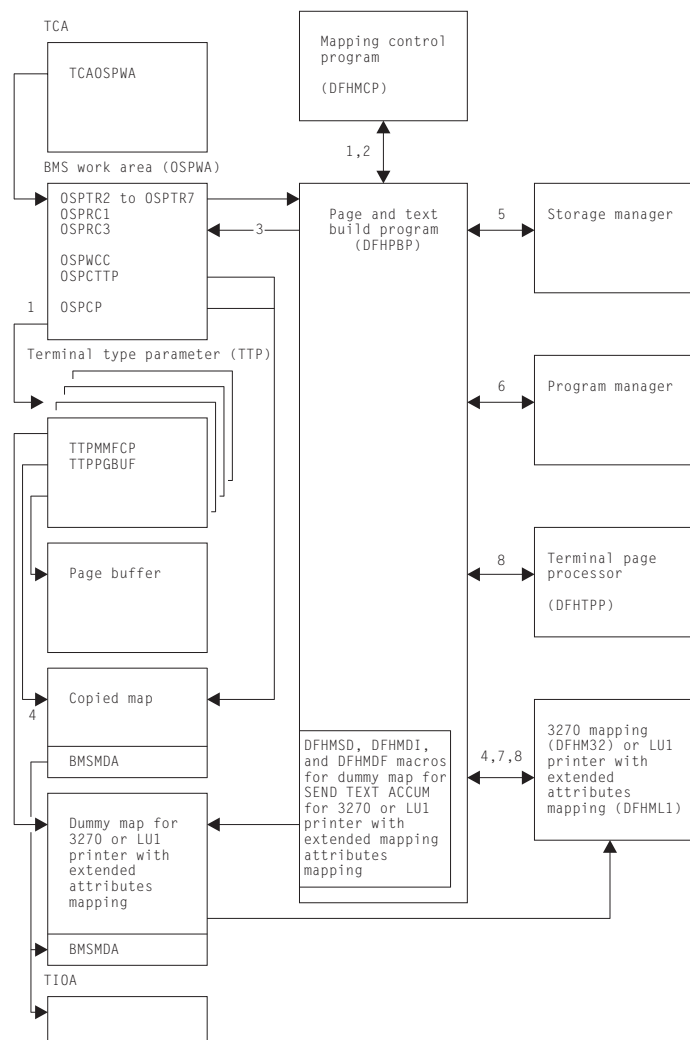 TCA
TCAOSPWA
Mapping control
program
(DFHMCP)
1,2
BMS work area (OSPWA)
OSPTR2 to OSPTR7
OSPRC1
OSPRC3
OSPWCC
OSPCTTP
OSPCP
3
1
Page and text
build program
(DFHPBP)
5
Storage manager
Terminal type parameter (TTP)
TTPMMFCP
TTPPGBUF
6
Program manager
Page buffer
8
Terminal page
processor
(DFHTPP)
Copied map
4
BMSMDA
DFHMSD, DFHMDI,
and DFHMDF macros
for dummy map for
SEND TEXT ACCUM
for 3270 or LU1
printer with
extended mapping
attributes
mapping
4,7,8
3270 mapping
(DFHM32) or LU1
printer with
extended
attributes
mapping (DFHML1)
Dummy map for
3270 or LU1
printer with
extended
attributes
mapping
BMSMDA
TIOA